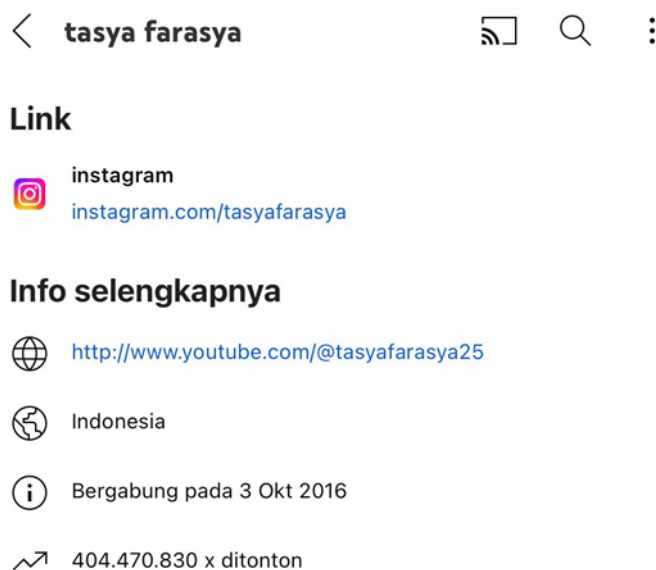 tasya farasya
Link
instagram
instagram.com/tasyafarasya
Info selengkapnya
http://www.youtube.com/@tasyafarasya25
Indonesia
Bergabung pada 3 Okt 2016
404.470.830 x ditonton